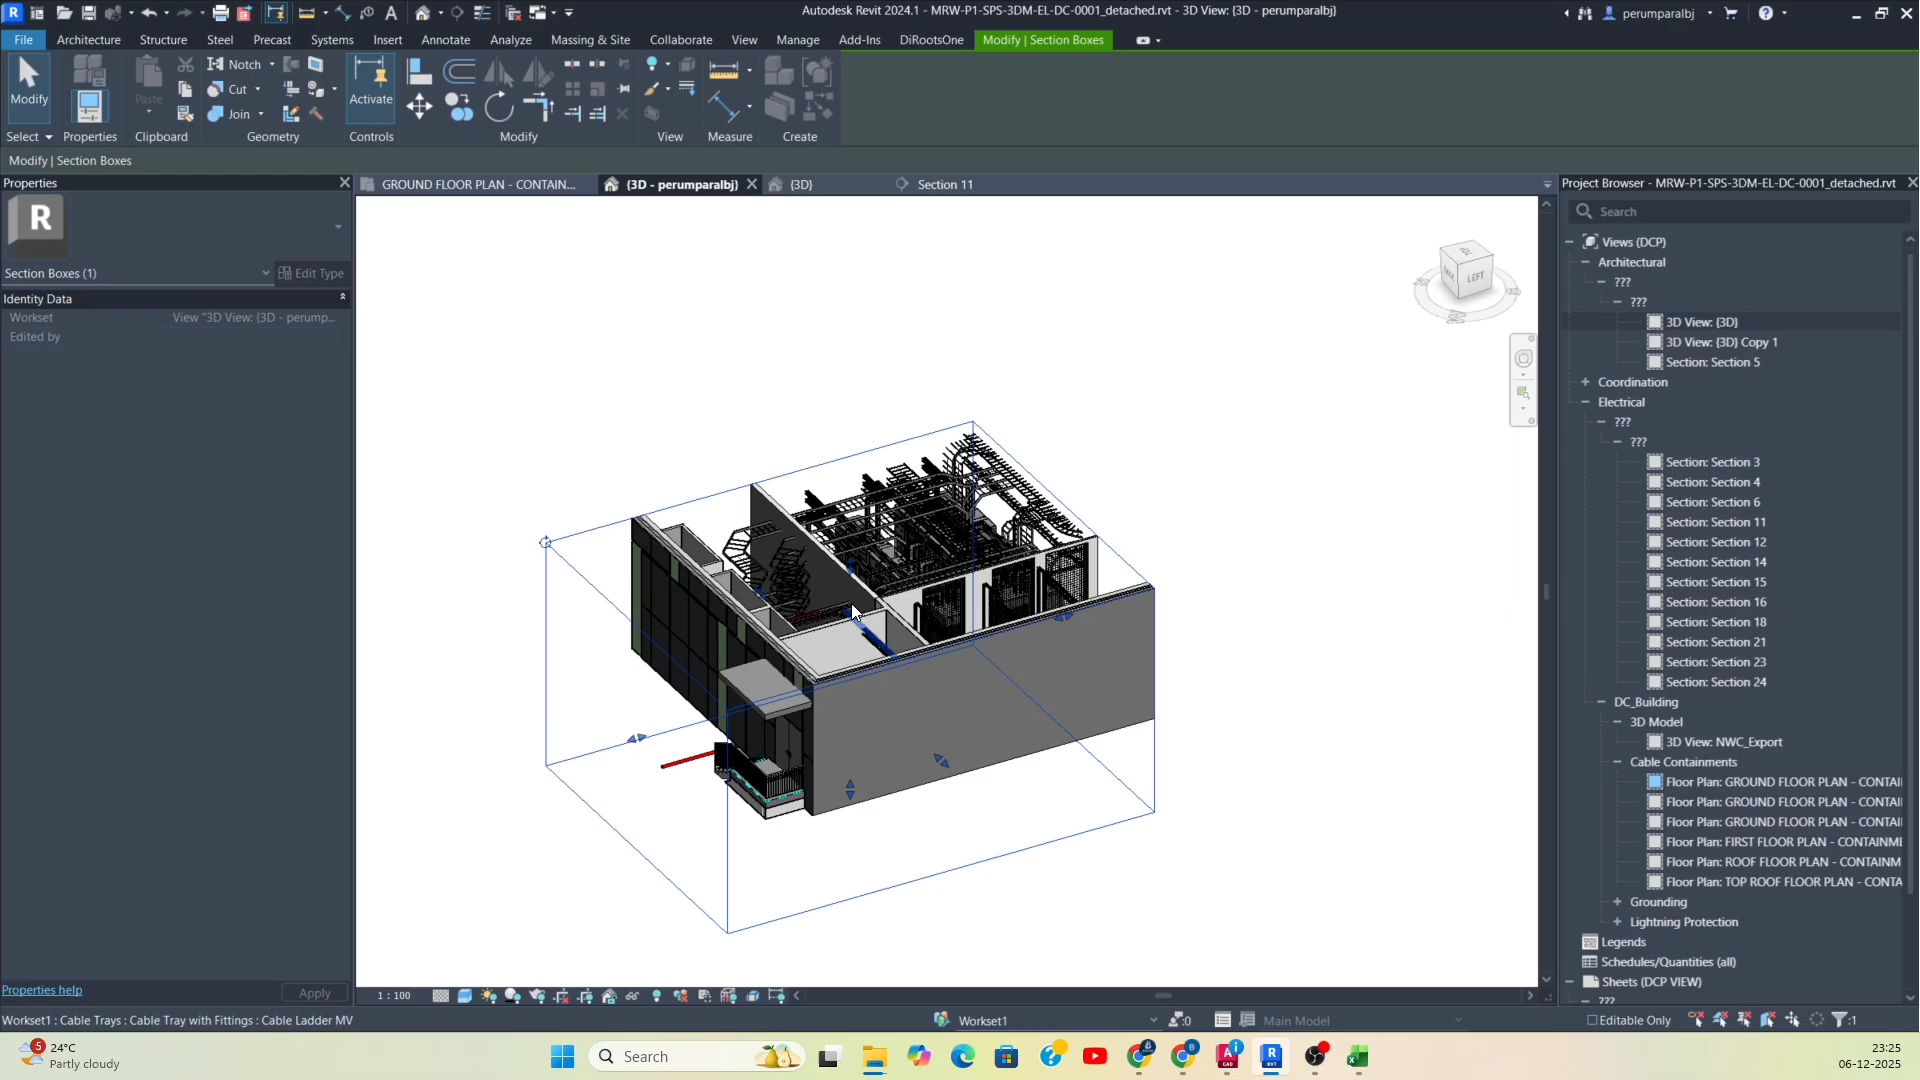 Autodesk Revit 2024.1 - MRW-P1-SPS-3DM-EL-DC-0001_detached.rvt - 3D View: {3D - perumparalbj}
perumparalbj
File Architecture Structure Steel Precast Systems Insert Annotate Analyze Massing & Site Collaborate View Manage Add-Ins DiRootsOne Modify | Section Boxes
Modify
Paste
Notch
Cut
Join
Activate
Select Properties Clipboard Geometry Controls Modify View Measure Create
Modify | Section Boxes
Properties
R
Section Boxes (1)
Edit Type
Identity Data
Workset View "3D View: {3D - perump...
Edited by
Properties help
Apply
GROUND FLOOR PLAN - CONTAIN...
{3D - perumparalbj}
{3D}
Section 11
LEFT
1 : 100
Project Browser - MRW-P1-SPS-3DM-EL-DC-0001_detached.rvt
Search
Views (DCP)
Architectural
???
???
3D View: {3D}
3D View: {3D} Copy 1
Section: Section 5
Coordination
Electrical
???
???
Section: Section 3
Section: Section 4
Section: Section 6
Section: Section 11
Section: Section 12
Section: Section 14
Section: Section 15
Section: Section 16
Section: Section 18
Section: Section 21
Section: Section 23
Section: Section 24
DC_Building
3D Model
3D View: NWC_Export
Cable Containments
Floor Plan: GROUND FLOOR PLAN - CONTAI
Floor Plan: GROUND FLOOR PLAN - CONTAI
Floor Plan: GROUND FLOOR PLAN - CONTAI
Floor Plan: FIRST FLOOR PLAN - CONTAINME
Floor Plan: ROOF FLOOR PLAN - CONTAINM
Floor Plan: TOP ROOF FLOOR PLAN - CONTA
Grounding
Lightning Protection
Legends
Schedules/Quantities (all)
Sheets (DCP VIEW)
???
Workset1 : Cable Trays : Cable Tray with Fittings : Cable Ladder MV
Workset1
:0
Main Model
Editable Only
:1
5
24°C
Partly cloudy
Search
23:25
06-12-2025